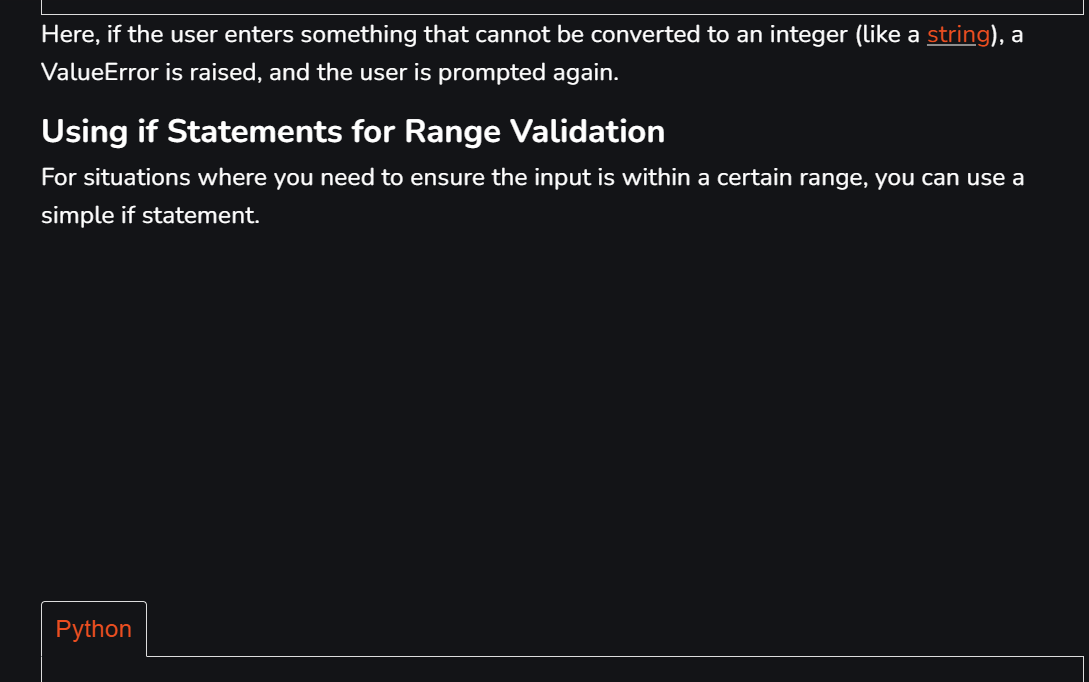 Here, if the user enters something that cannot be converted to an integer (like a string), a
ValueError is raised, and the user is prompted again.
Using if Statements for Range Validation
For situations where you need to ensure the input is within a certain range, you can use a
simple if statement.
Python